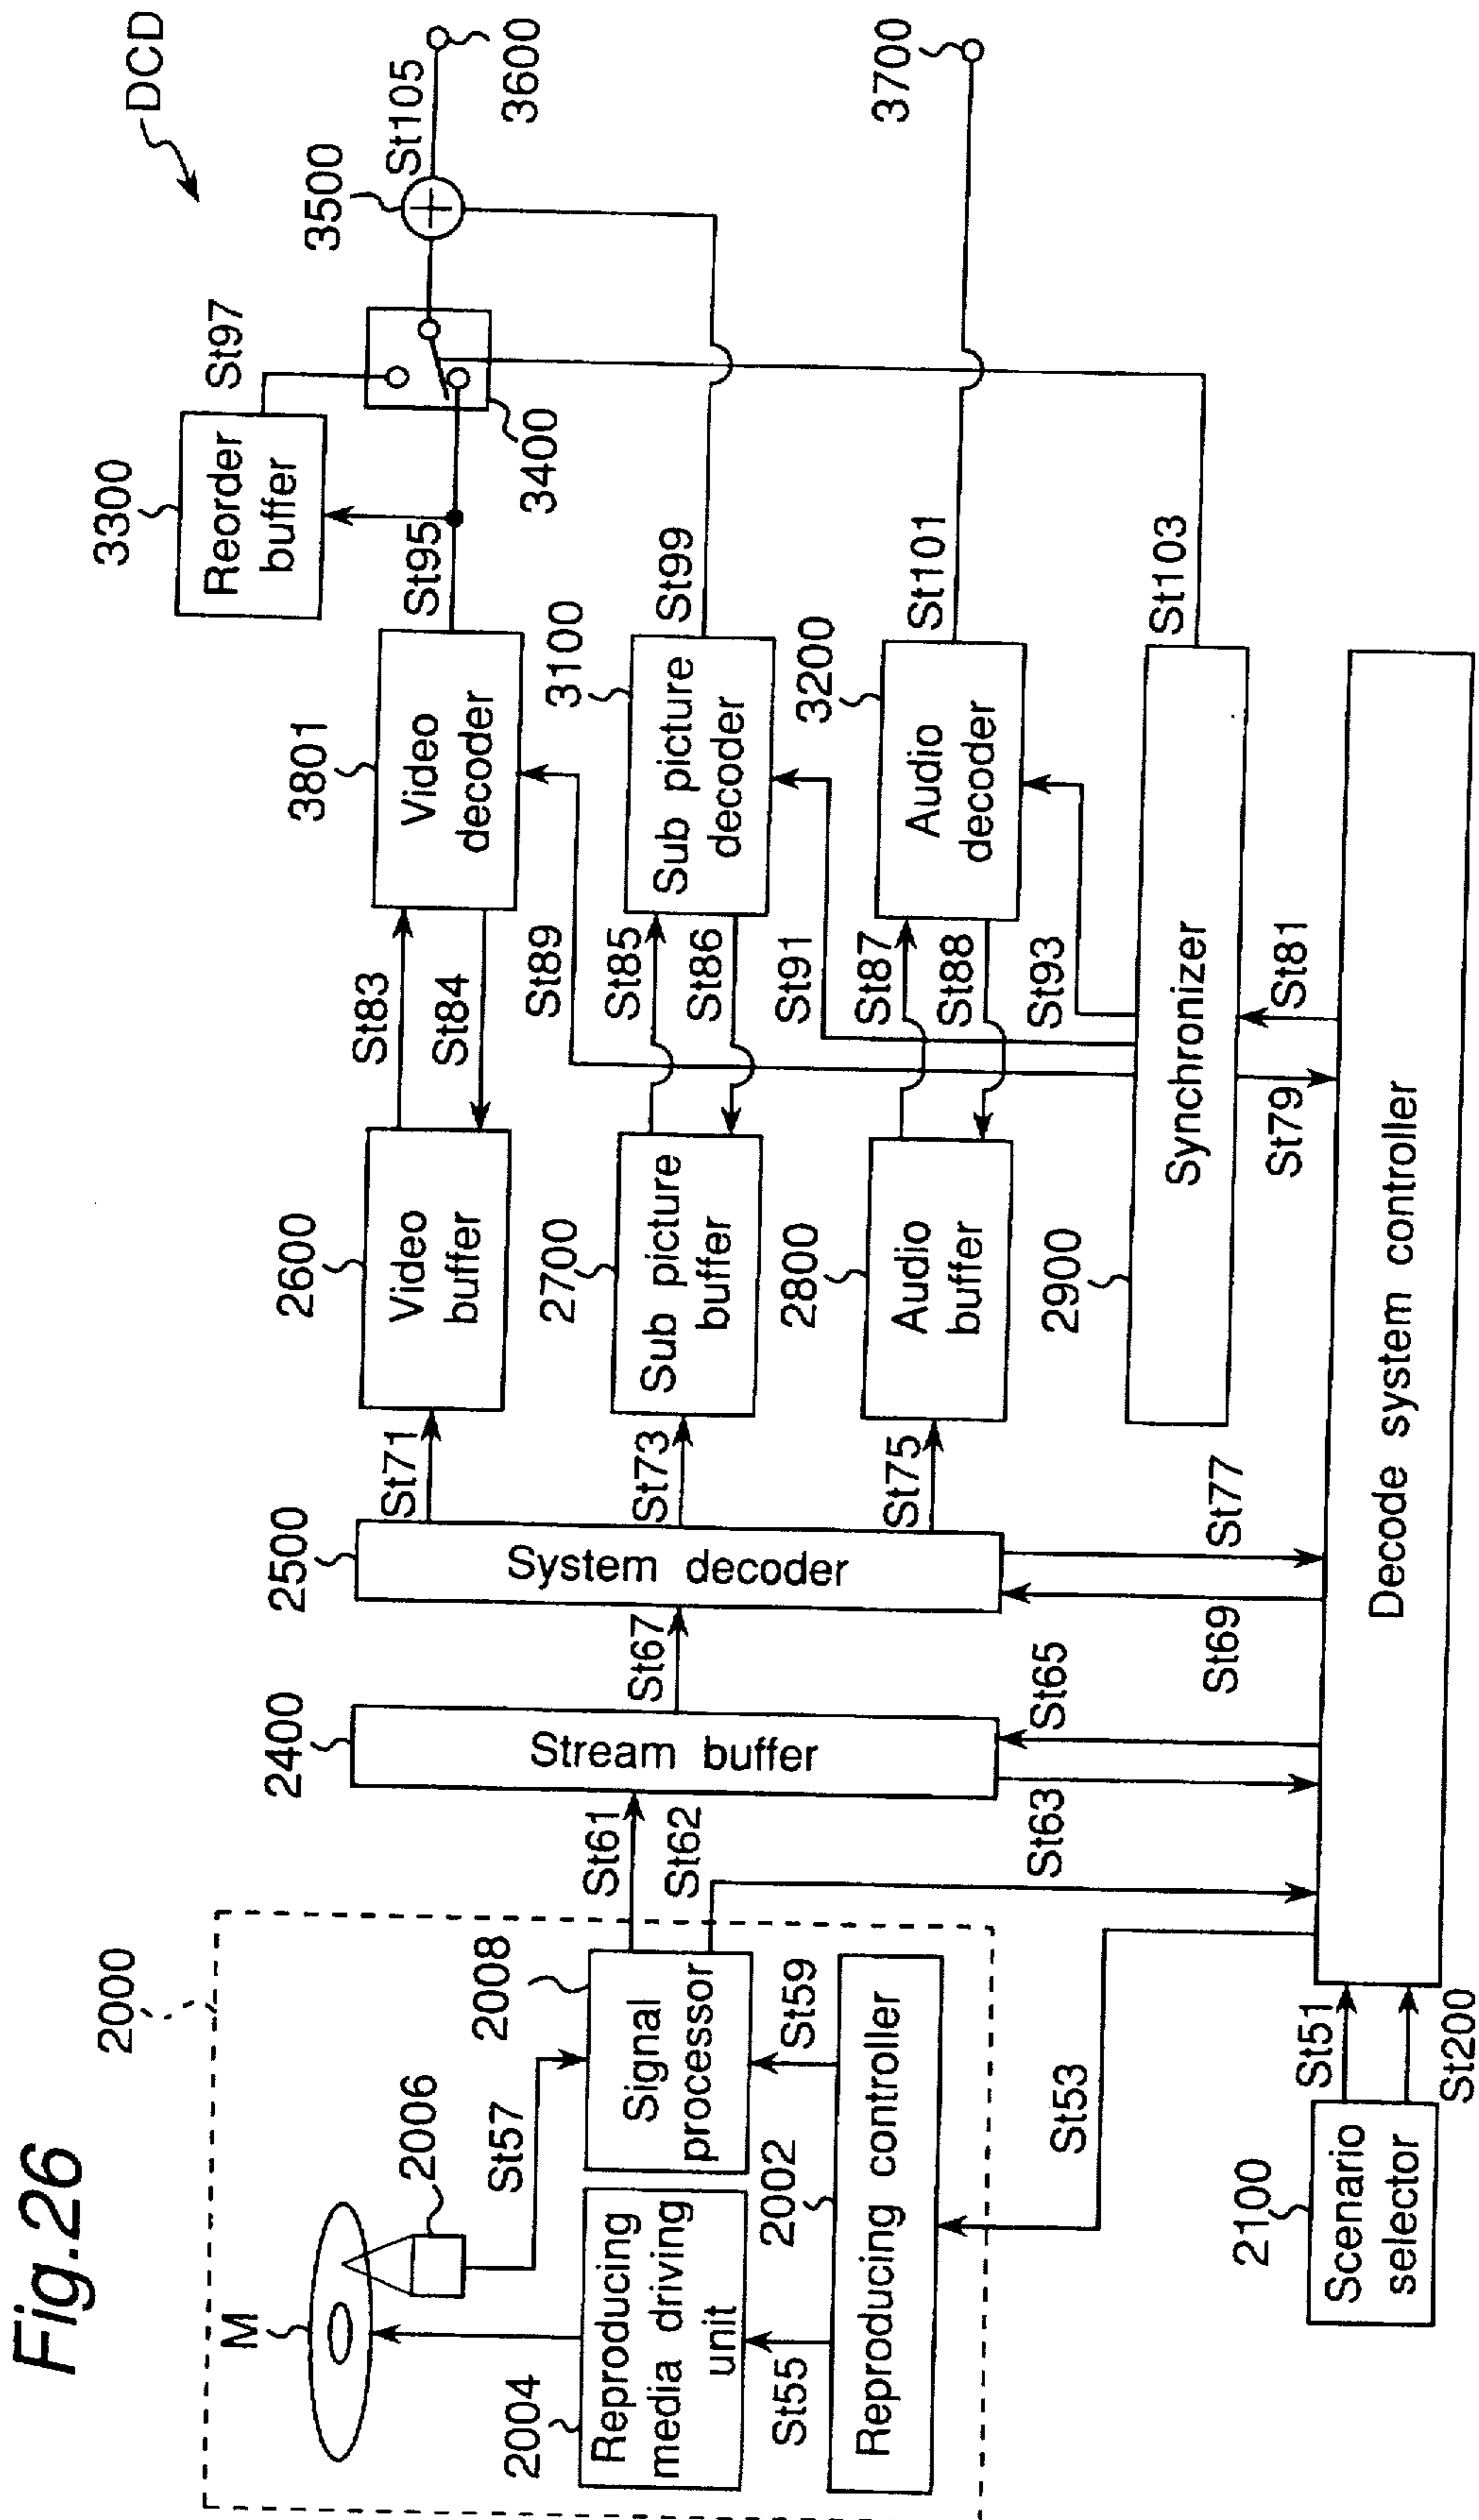 Fig.26
DCD
2000
M
2006
St57
2004
Reproducing
media driving
unit
2008
Signal
processor
St55
2002
St59
Reproducing controller
St53
2100
Scenario
selector
St51
St200
St61
St62
2400
Stream buffer
St63
St65
St67
2500
System decoder
St69
St77
St71
St73
St75
2600
Video
buffer
2700
Sub picture
buffer
2800
Audio
buffer
2900
Synchronizer
St79
St81
Decode system controller
St83
St84
St89
St85
St86
St91
St87
St88
St93
3801
Video
decoder
3100
Sub picture
decoder
3200
Audio
decoder
St95
St99
St101
St103
3300
Reorder
buffer
St97
3400
3500
St105
3600
3700